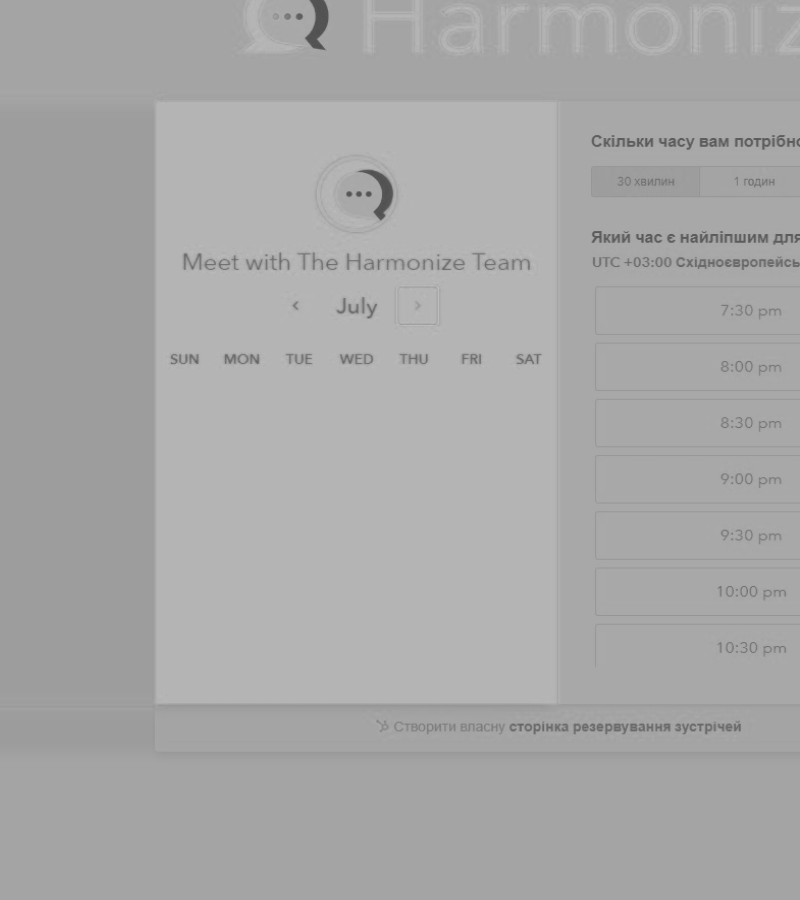 Harmoniz
Meet with The Harmonize Team
July
SUN MON TUE WED THU FRI SAT
Скільки часу вам потрібно
30 хвилин 1 годин
Який час є найліпшим для
UTC +03:00 Східноєвропейсь
7:30 pm
8:00 pm
8:30 pm
9:00 pm
9:30 pm
10:00 pm
10:30 pm
Створити власну сторінка резервування зустрічей